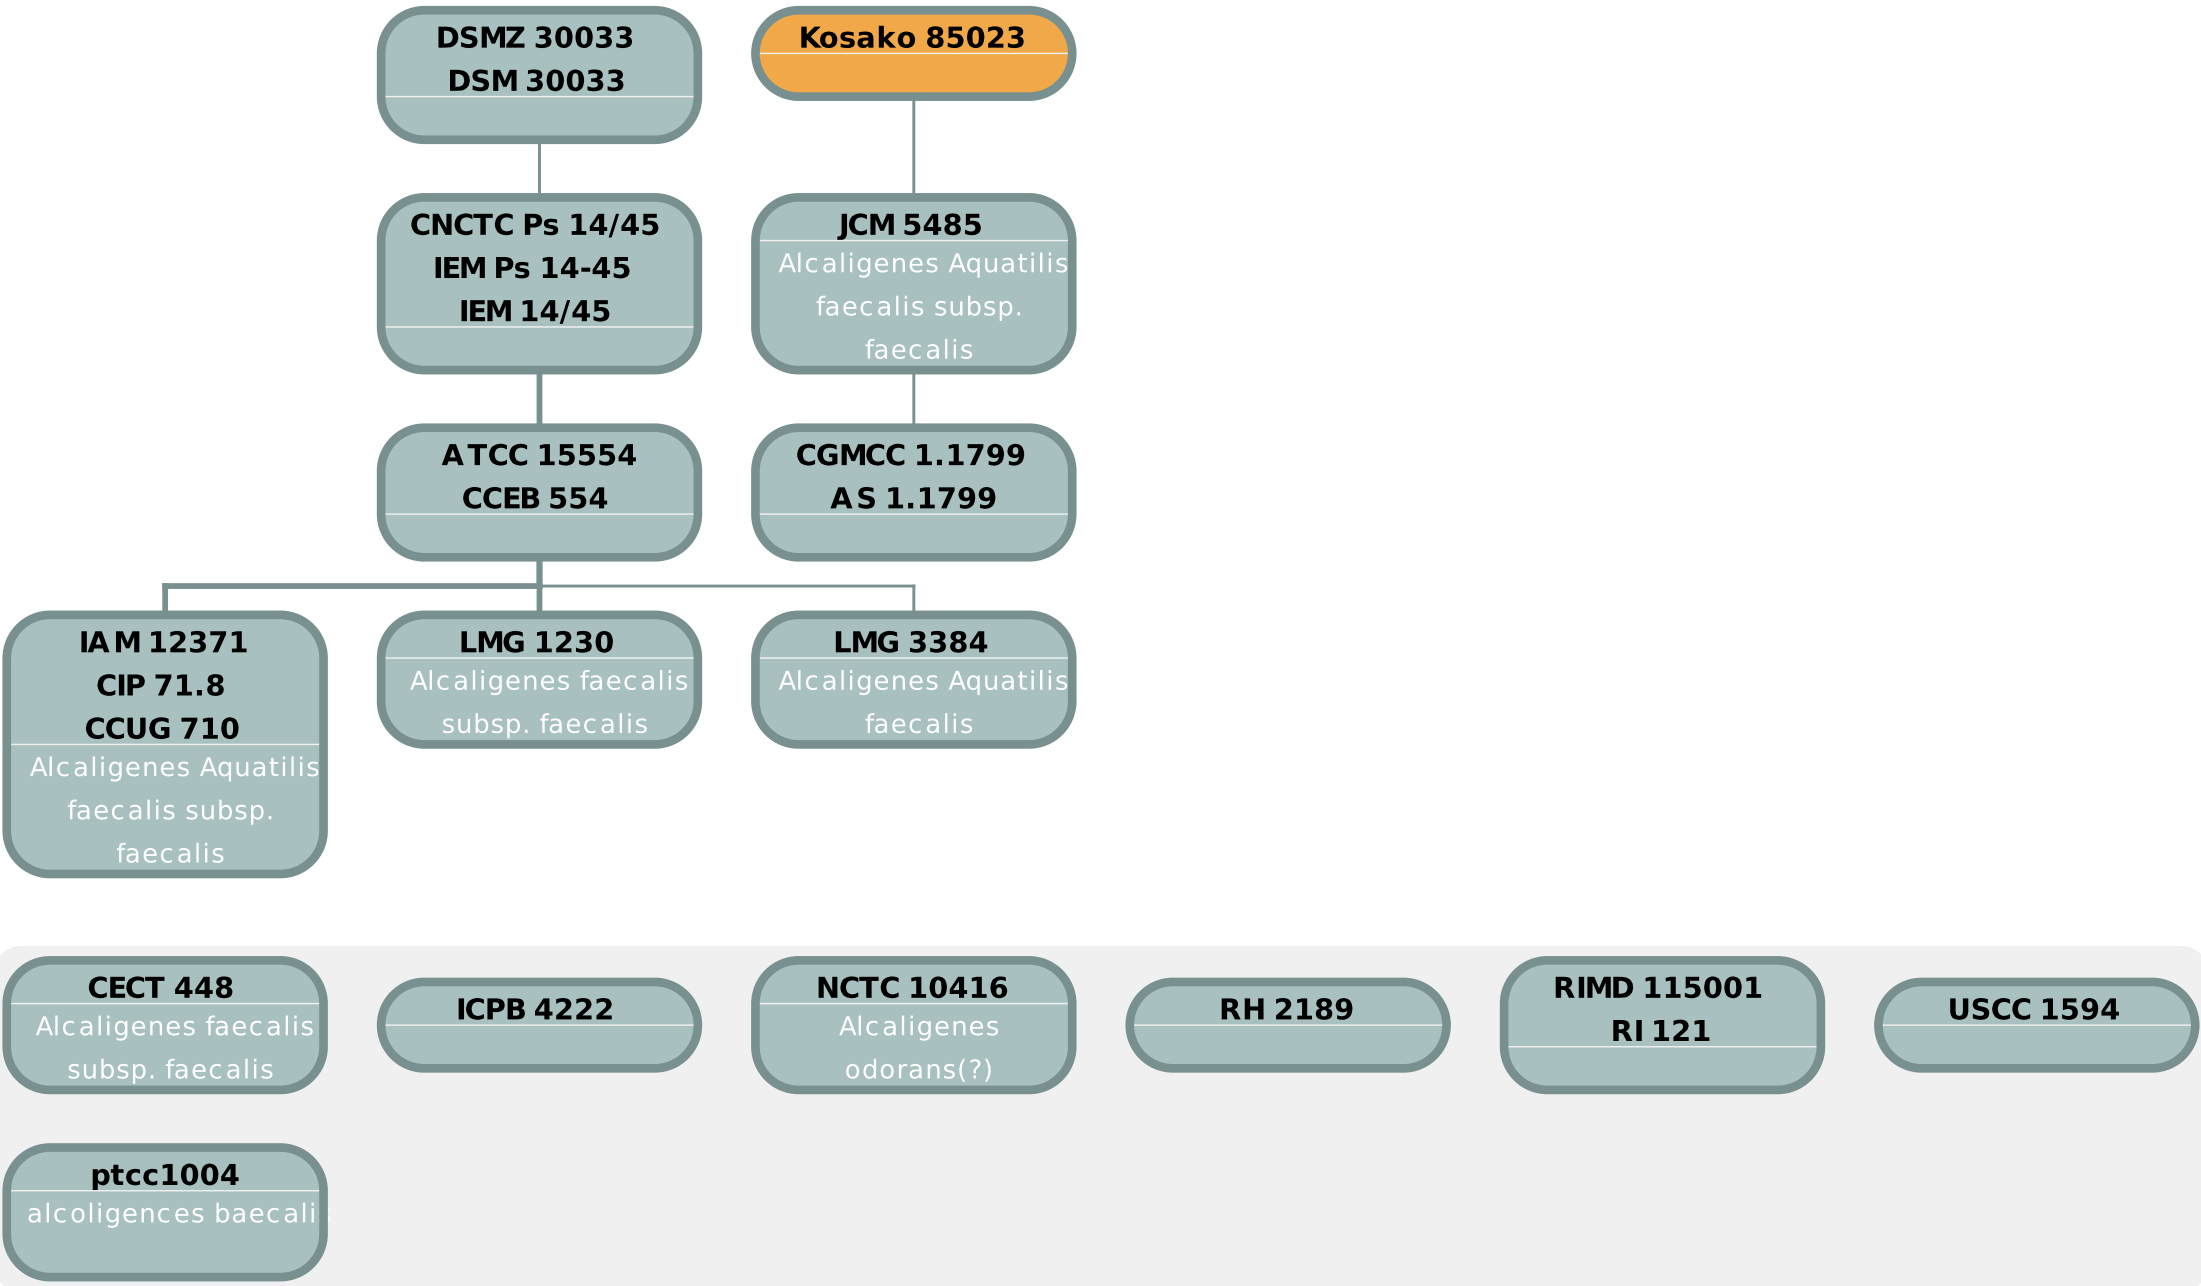 DSMZ 30033
DSM 30033
Kosako 85023
CNCTC Ps 14/45
IEM Ps 14-45
IEM 14/45
JCM 5485
Alcaligenes Aquatilis
faecalis subsp.
faecalis
ATCC 15554
CCEB 554
CGMCC 1.1799
AS 1.1799
IAM 12371
CIP 71.8
CCUG 710
Alcaligenes Aquatilis
faecalis subsp.
faecalis
LMG 1230
Alcaligenes faecalis
subsp. faecalis
LMG 3384
Alcaligenes Aquatilis
faecalis
CECT 448
Alcaligenes faecalis
subsp. faecalis
ICPB 4222
NCTC 10416
Alcaligenes
odorans(?)
RH 2189
RIMD 115001
RI 121
USCC 1594
ptcc1004
alcoligences baecali